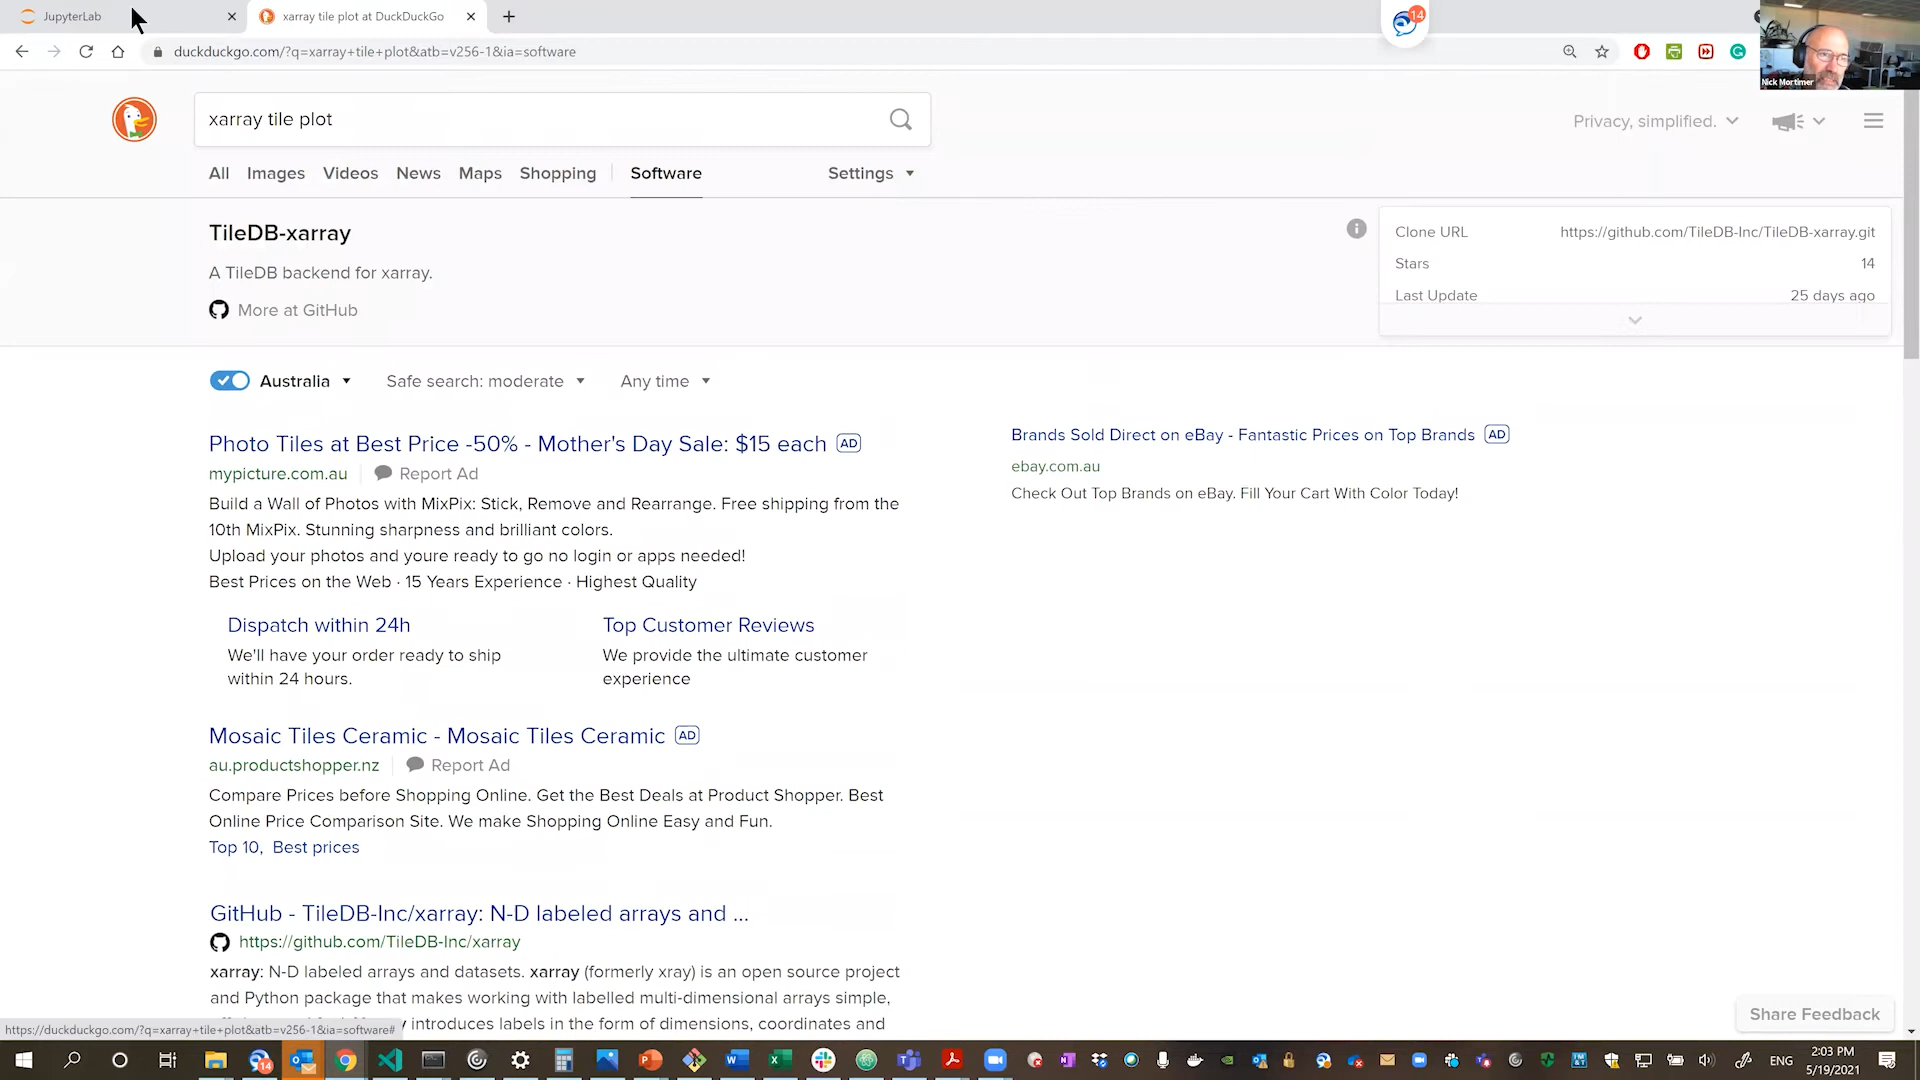 JupyterLab
xarray tile plot at DuckDuckGo
14
duckduckgo.com/?q=xarray+tile+plot&atb=v256-1&ia=software
Nick Mortimer
xarray tile plot
Privacy, simplified.
All Images Videos News Maps Shopping Software Settings
TileDB-xarray
A TileDB backend for xarray.
More at GitHub
Clone URL https://github.com/TileDB-Inc/TileDB-xarray.git
Stars 14
Last Update 25 days ago
Australia Safe search: moderate Any time
Photo Tiles at Best Price -50% - Mother's Day Sale: $15 each AD
mypicture.com.au Report Ad
Build a Wall of Photos with MixPix: Stick, Remove and Rearrange. Free shipping from the
10th MixPix. Stunning sharpness and brilliant colors.
Upload your photos and youre ready to go no login or apps needed!
Best Prices on the Web · 15 Years Experience · Highest Quality
Dispatch within 24h
We'll have your order ready to ship
within 24 hours.
Top Customer Reviews
We provide the ultimate customer
experience
Brands Sold Direct on eBay - Fantastic Prices on Top Brands AD
ebay.com.au
Check Out Top Brands on eBay. Fill Your Cart With Color Today!
Mosaic Tiles Ceramic - Mosaic Tiles Ceramic AD
au.productshopper.nz Report Ad
Compare Prices before Shopping Online. Get the Best Deals at Product Shopper. Best
Online Price Comparison Site. We make Shopping Online Easy and Fun.
Top 10, Best prices
GitHub - TileDB-Inc/xarray: N-D labeled arrays and ...
https://github.com/TileDB-Inc/xarray
xarray: N-D labeled arrays and datasets. xarray (formerly xray) is an open source project
and Python package that makes working with labelled multi-dimensional arrays simple,
introduces labels in the form of dimensions, coordinates and
Share Feedback
https://duckduckgo.com/?q=xarray+tile+plot&atb=v256-1&ia=software#
14
ENG
2:03 PM
5/19/2021